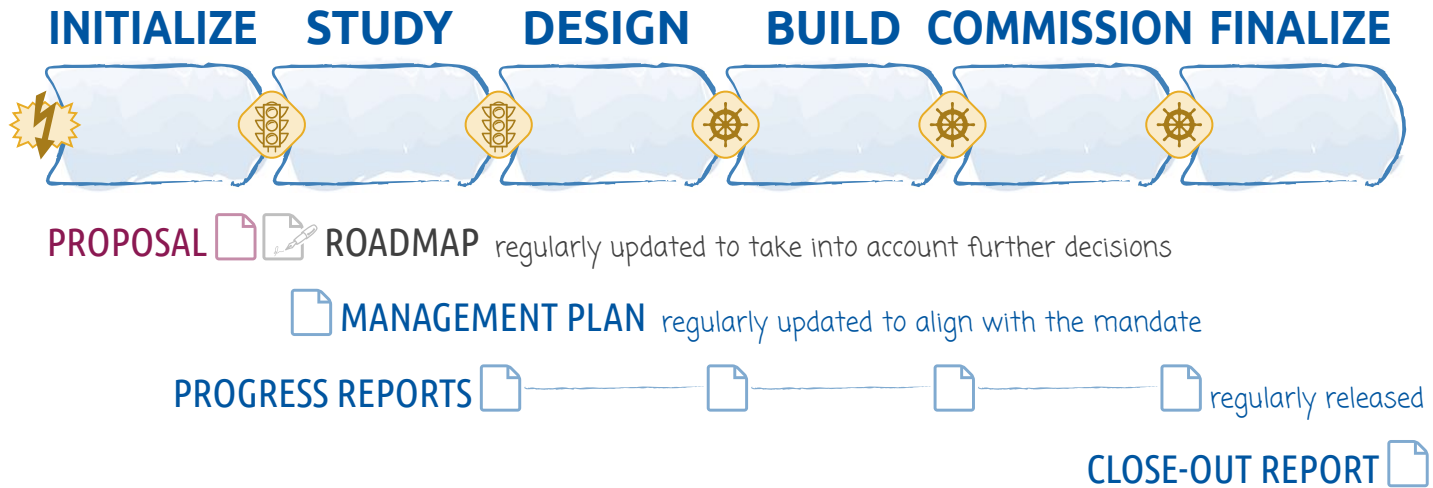 INITIALIZE STUDY DESIGN BUILD COMMISSION FINALIZE
PROPOSAL ROADMAP regularly updated to take into account further decisions
MANAGEMENT PLAN regularly updated to align with the mandate
PROGRESS REPORTS regularly released
CLOSE-OUT REPORT